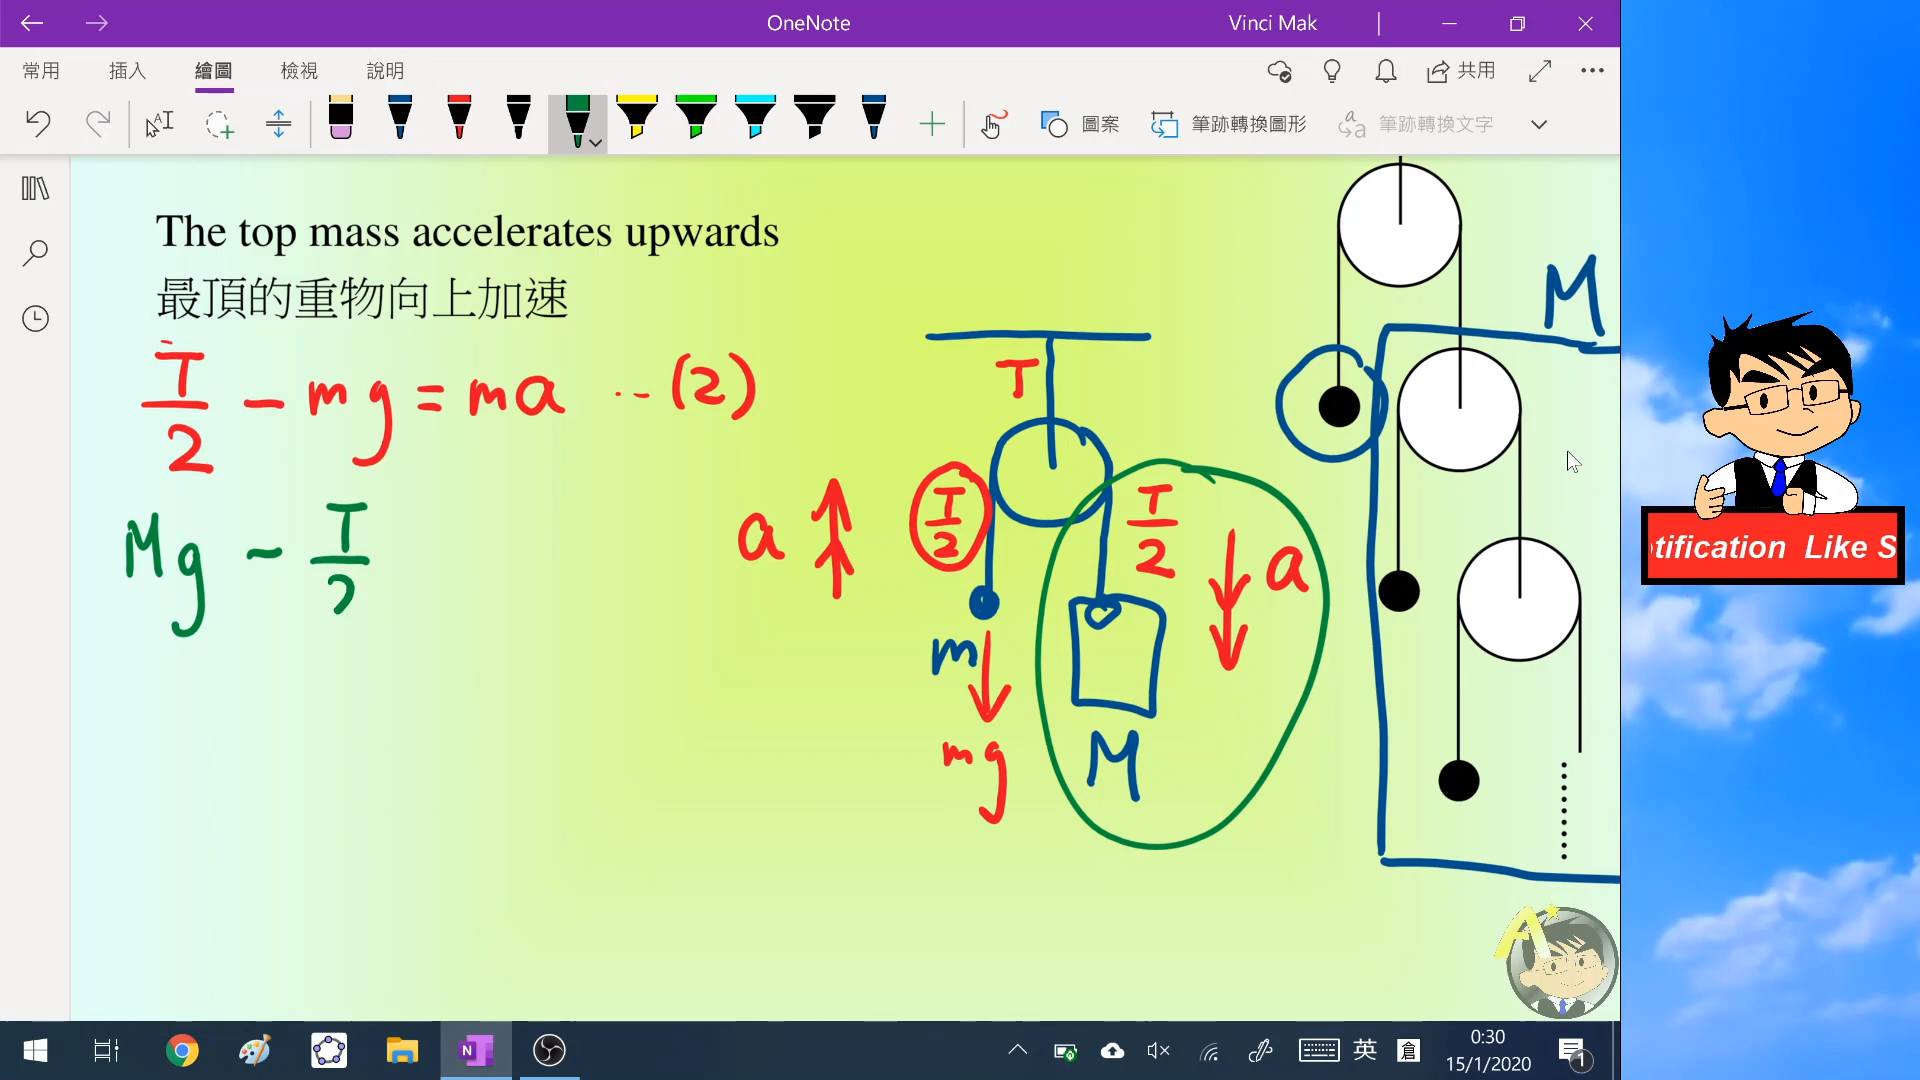 OneNote
Vinci Mak
常用 插入 繪圖 檢視 說明
共用
圖案 筆跡轉換圖形 筆跡轉換文字
The top mass accelerates upwards
最頂的重物向上加速
T/2 - mg = ma ... (2)
Mg - T/2
T
a
T/2
T/2
a
m
mg
M
M
tification Like S
A
英
倉
0:30
15/1/2020
1